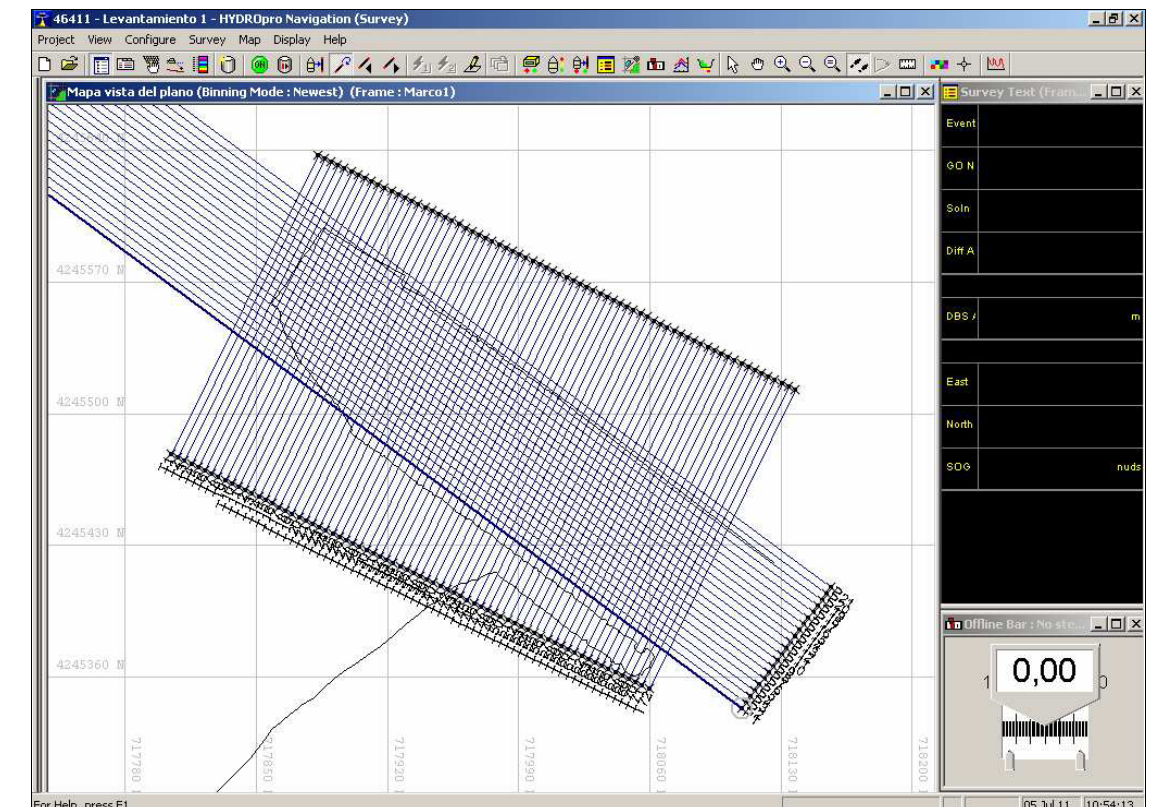 46411 - Levantamiento 1 - HYDROpro Navigation (Survey)
Project View Configure Survey Map Display Help
Mapa vista del plano (Binning Mode : Newest) (Frame : Marco1)
4245570 N
4245500 N
4245430 N
4245360 N
717780
717850
717920
717990
718060
718130
718200
Survey Text (Fram...
Event
GO N
Soln
Diff A
DBS m
East
North
SOG nuds
Offline Bar : No ste...
0,00
For Help, press F1
05 Jul 11 10:54:13